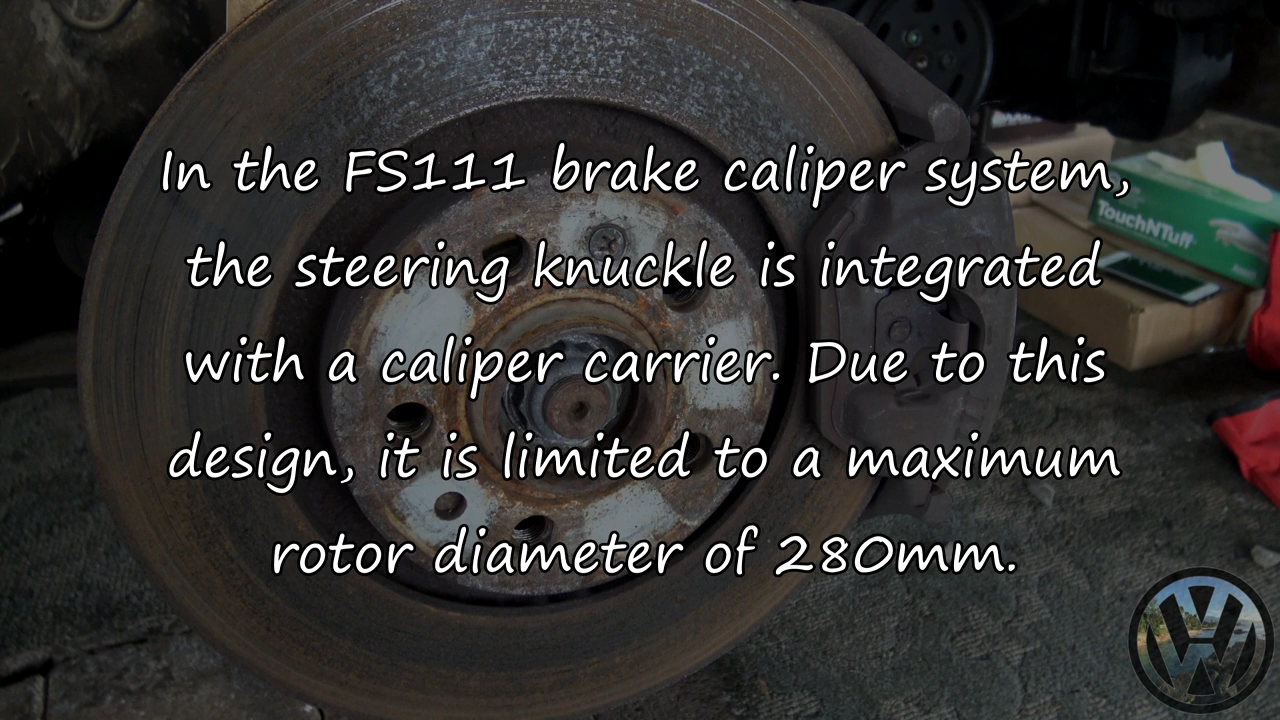 In the FS111 brake caliper system,
the steering knuckle is integrated
with a caliper carrier. Due to this
design, it is limited to a maximum
rotor diameter of 280mm.
TouchNTuff